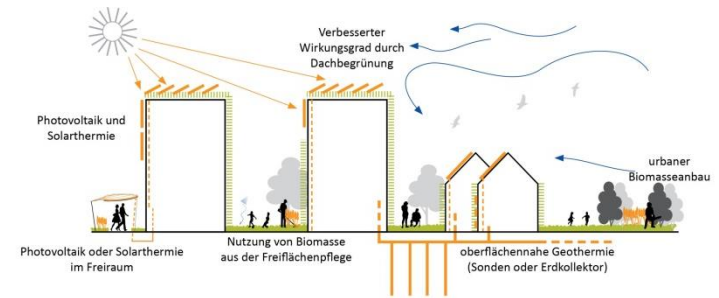 Verbesserter
Wirkungsgrad durch
Dachbegrünung
Photovoltaik und
Solarthermie
urbaner
Biomasseanbau
Photovoltaik oder Solarthermie
im Freiraum
Nutzung von Biomasse
aus der Freiflächenpflege
oberflächennahe Geothermie
(Sonden oder Erdkollektor)